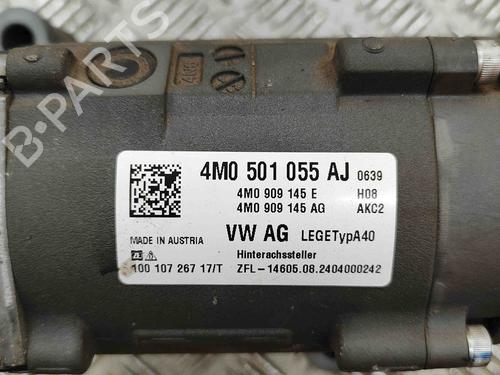 B-PARTS
4M0 501 055 AJ 0639
4M0 909 145 E H08
4M0 909 145 AG AKC2
MADE IN AUSTRIA VW AG LEGETypA40
Hinterachssteller
100 107 267 17/T ZFL-14605.08.2404000242